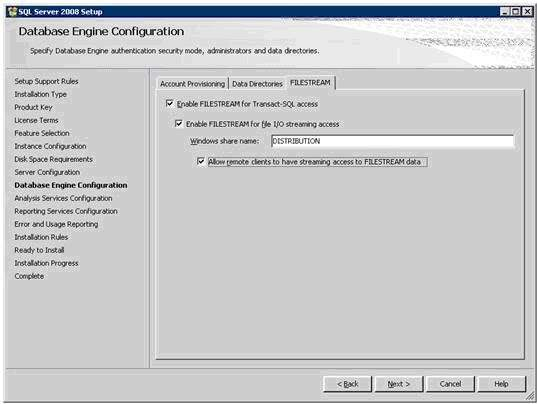 SQL Server 2008 Setup
Database Engine Configuration
Specify Database Engine authentication security mode, administrators and data directories.
Setup Support Rules
Installation Type
Product Key
License Terms
Feature Selection
Instance Configuration
Disk Space Requirements
Server Configuration
Database Engine Configuration
Analysis Services Configuration
Reporting Services Configuration
Error and Usage Reporting
Installation Rules
Ready to Install
Installation Progress
Complete
Account Provisioning Data Directories FILESTREAM
Enable FILESTREAM for Transact-SQL access
Enable FILESTREAM for file I/O streaming access
Windows share name: DISTRIBUTION
Allow remote clients to have streaming access to FILESTREAM data
< Back Next > Cancel Help